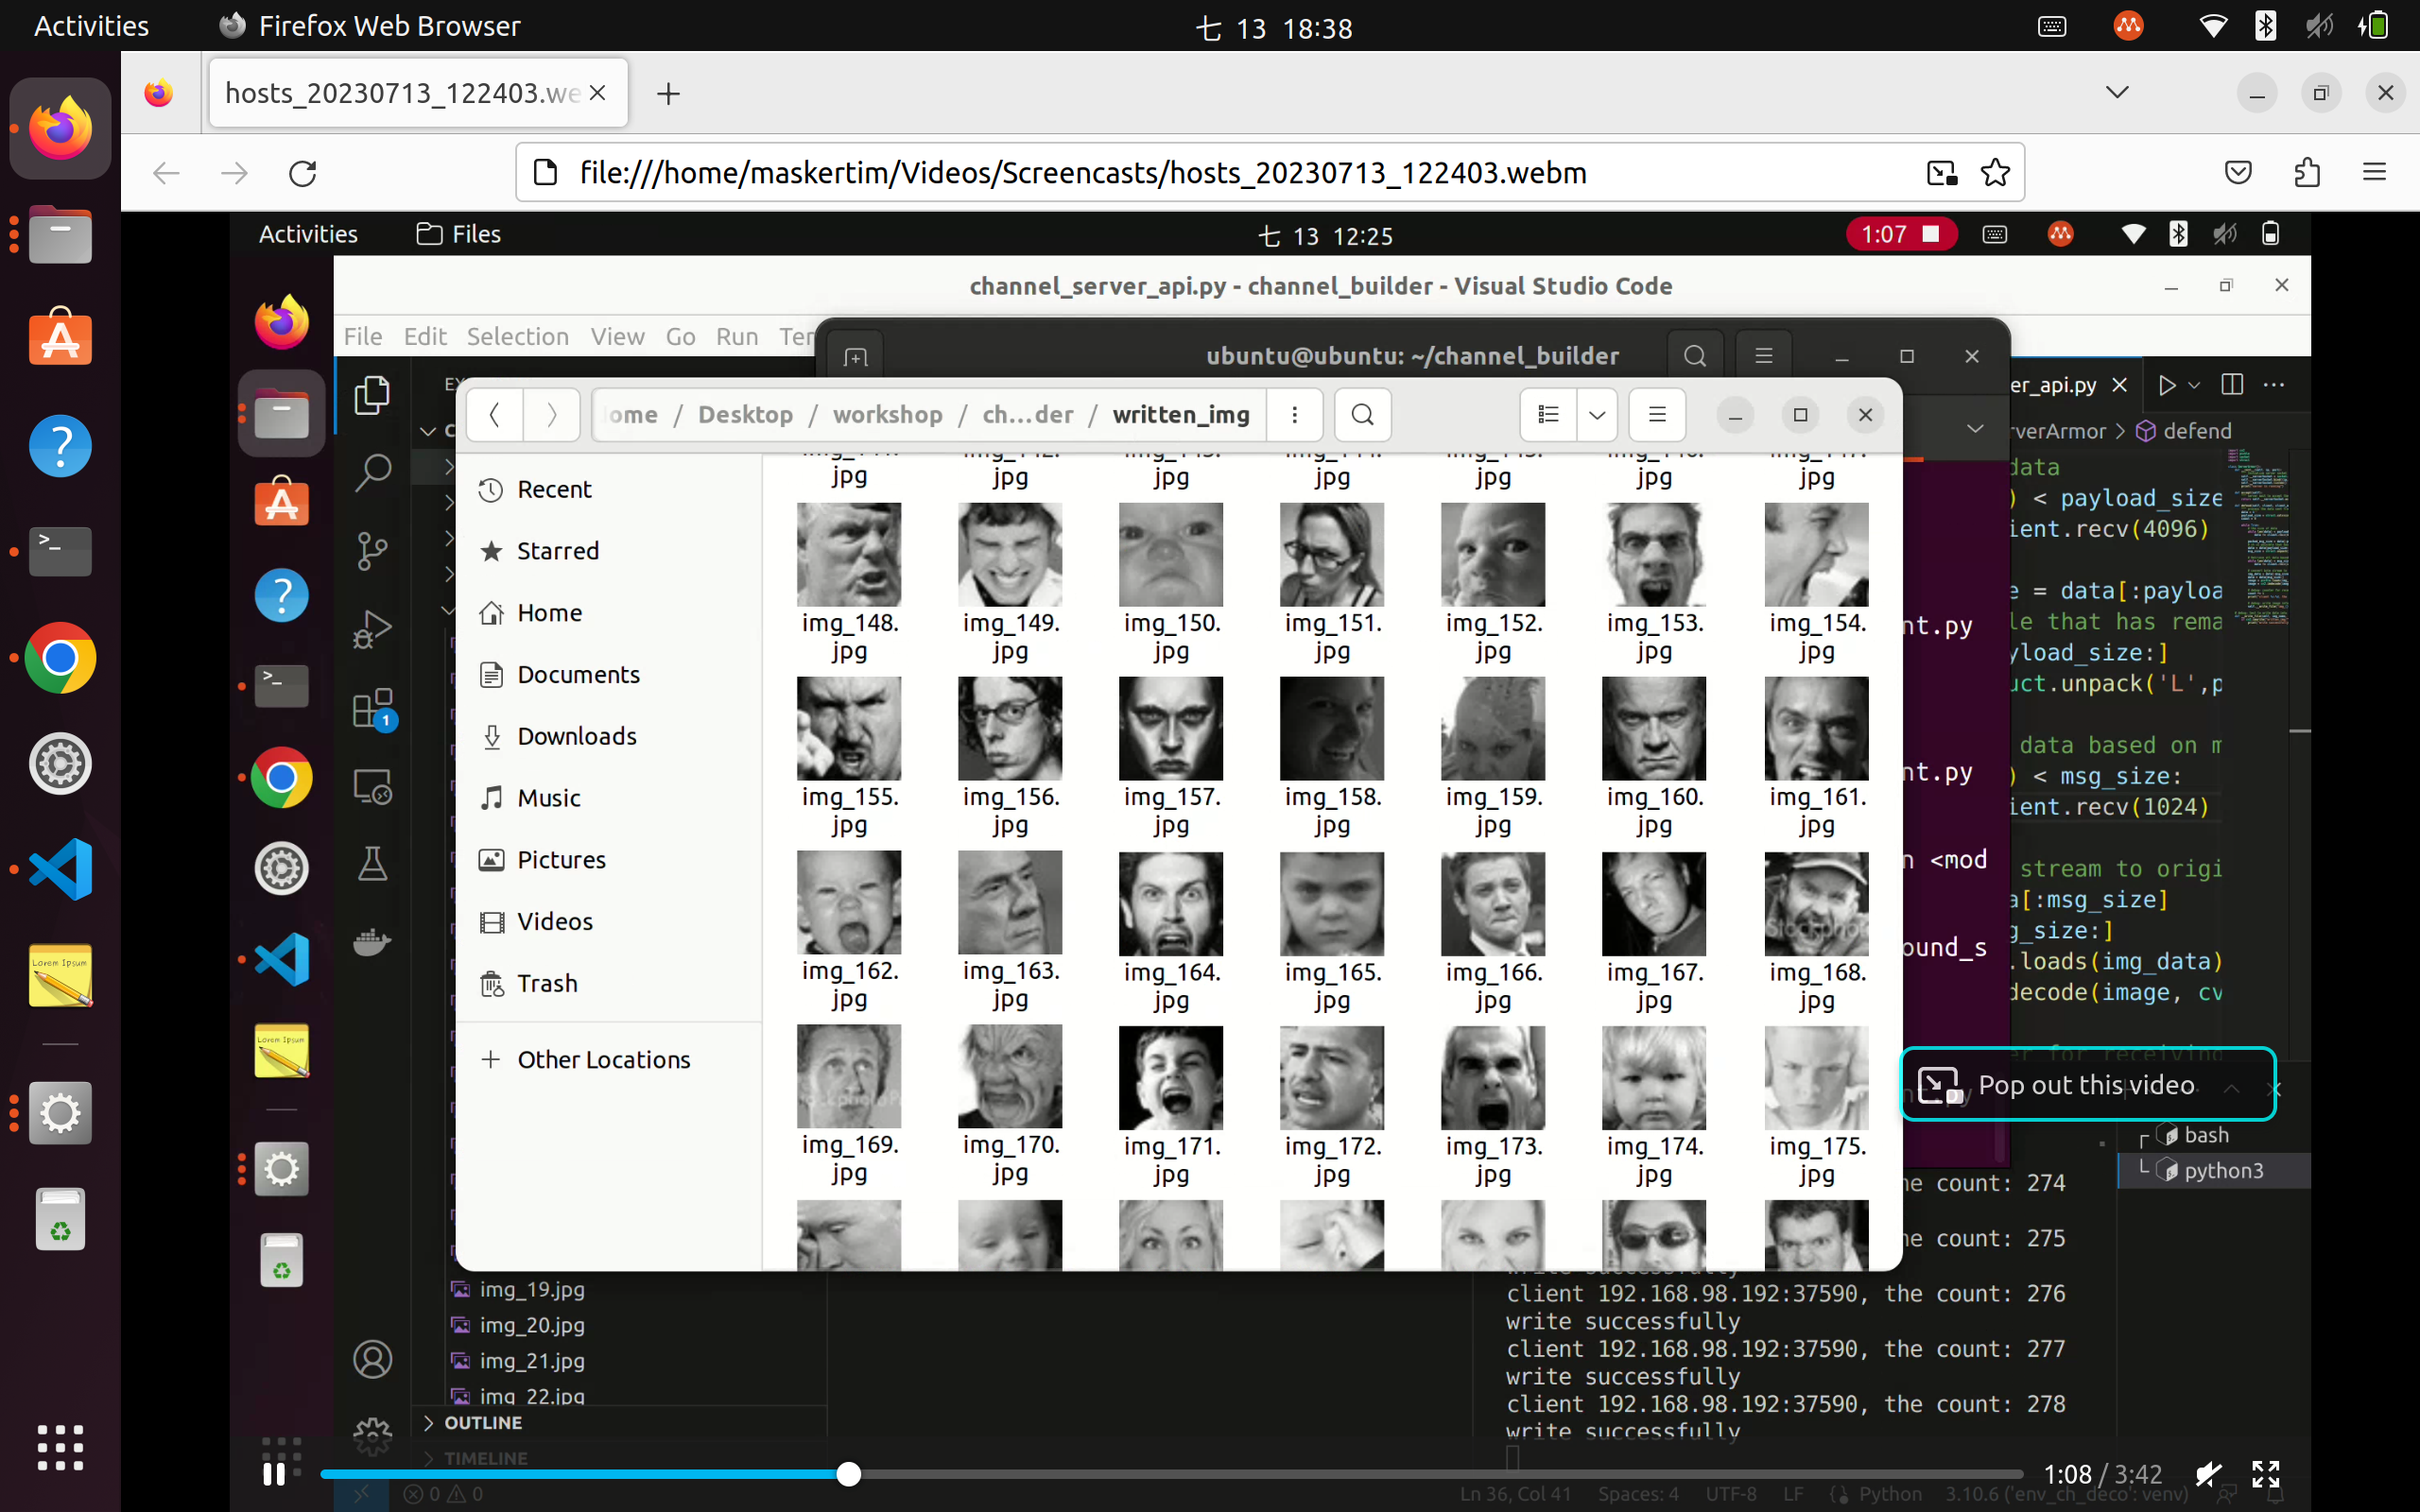 Activities
Firefox Web Browser
七 13 18:38
hosts_20230713_122403.we
file:///home/maskertim/Videos/Screencasts/hosts_20230713_122403.webm
Activities
Files
七 13 12:25
1:07
channel_server_api.py - channel_builder - Visual Studio Code
File Edit Selection View Go Run Ter
ubuntu@ubuntu: ~/channel_builder
er_api.py
ome / Desktop / workshop / ch...der / written_img
rverArmor > defend
Recent
Starred
Home
Documents
Downloads
Music
Pictures
Videos
Trash
Other Locations
jpg jpg jpg jpg jpg jpg jpg
img_148.jpg img_149.jpg img_150.jpg img_151.jpg img_152.jpg img_153.jpg img_154.jpg
img_155.jpg img_156.jpg img_157.jpg img_158.jpg img_159.jpg img_160.jpg img_161.jpg
img_162.jpg img_163.jpg img_164.jpg img_165.jpg img_166.jpg img_167.jpg img_168.jpg
img_169.jpg img_170.jpg img_171.jpg img_172.jpg img_173.jpg img_174.jpg img_175.jpg
data
) < payload_size
ient.recv(4096)
e = data[:payloa
le that has rema
yload_size:]
uct.unpack('L',p
data based on m
) < msg_size:
ient.recv(1024)
stream to origi
a[:msg_size]
g_size:]
.loads(img_data)
decode(image, cv
er for receiving
nt.py
nt.py
n <mod
ound_s
Pop out this video
bash
python3
1
img_19.jpg
img_20.jpg
img_21.jpg
img_22.jpg
OUTLINE
TIMELINE
he count: 274
he count: 275
write successfully
client 192.168.98.192:37590, the count: 276
write successfully
client 192.168.98.192:37590, the count: 277
write successfully
client 192.168.98.192:37590, the count: 278
write successfully
1:08 / 3:42
0 0
Ln 36, Col 41 Spaces: 4 UTF-8 LF Python 3.10.6 ('env_ch_deco': venv)